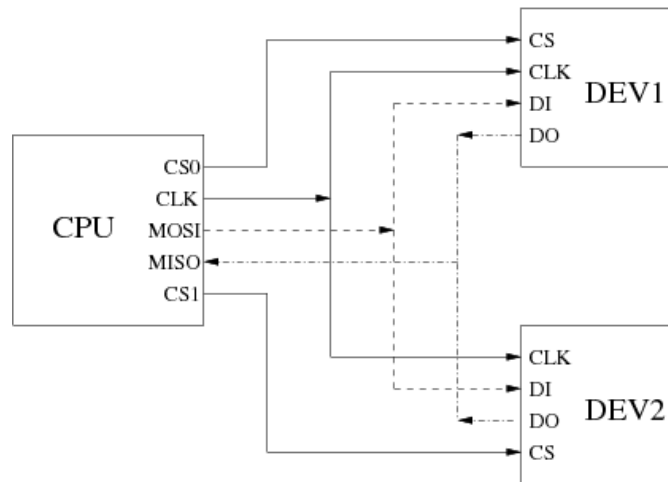 CS
CLK
DI
DO
DEV1
CPU
CS0
CLK
MOSI
MISO
CS1
CLK
DI
DO
CS
DEV2